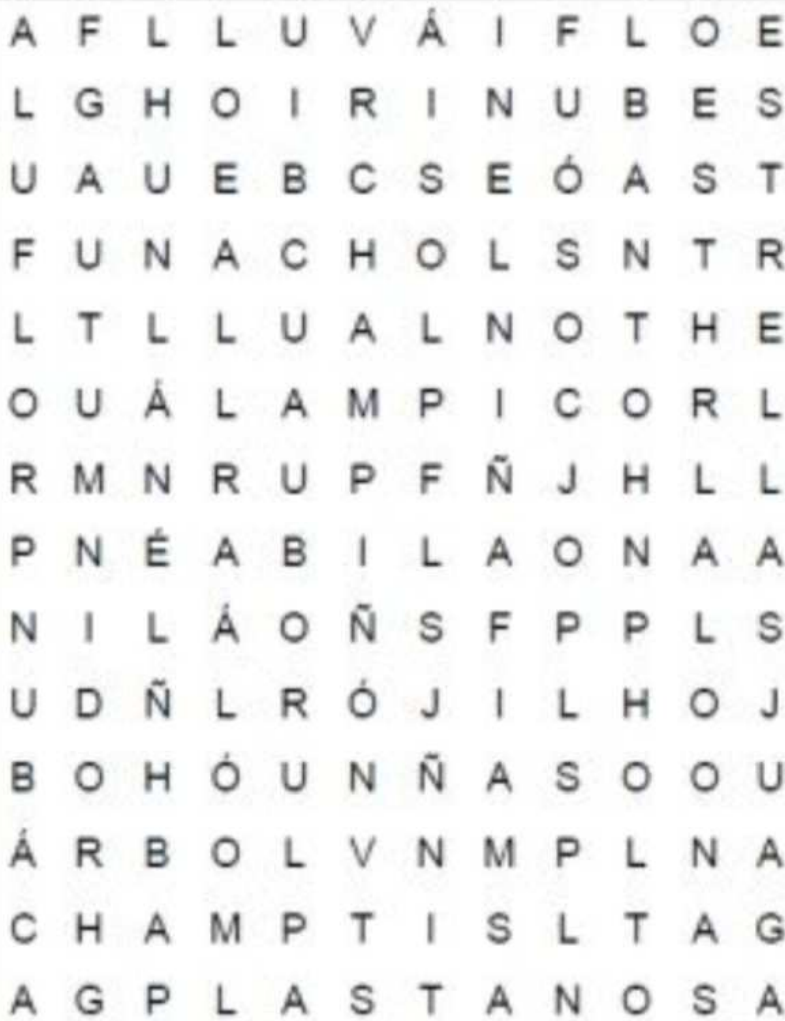 A F L L U V Á I F L O E
L G H O I R I N U B E S
U A U E B C S E Ó A S T
F U N A C H O L S N T R
L T L L U A L N O T H E
O U Á L A M P I C O R L
R M N R U P F Ñ J H L L
P N É A B I L A O N A A
N I L Á O Ñ S F P P L S
U D Ñ L R Ó J I L H O J
B O H Ó U N Ñ A S O O U
Á R B O L V N M P L N A
C H A M P T I S L T A G
A G P L A S T A N O S A